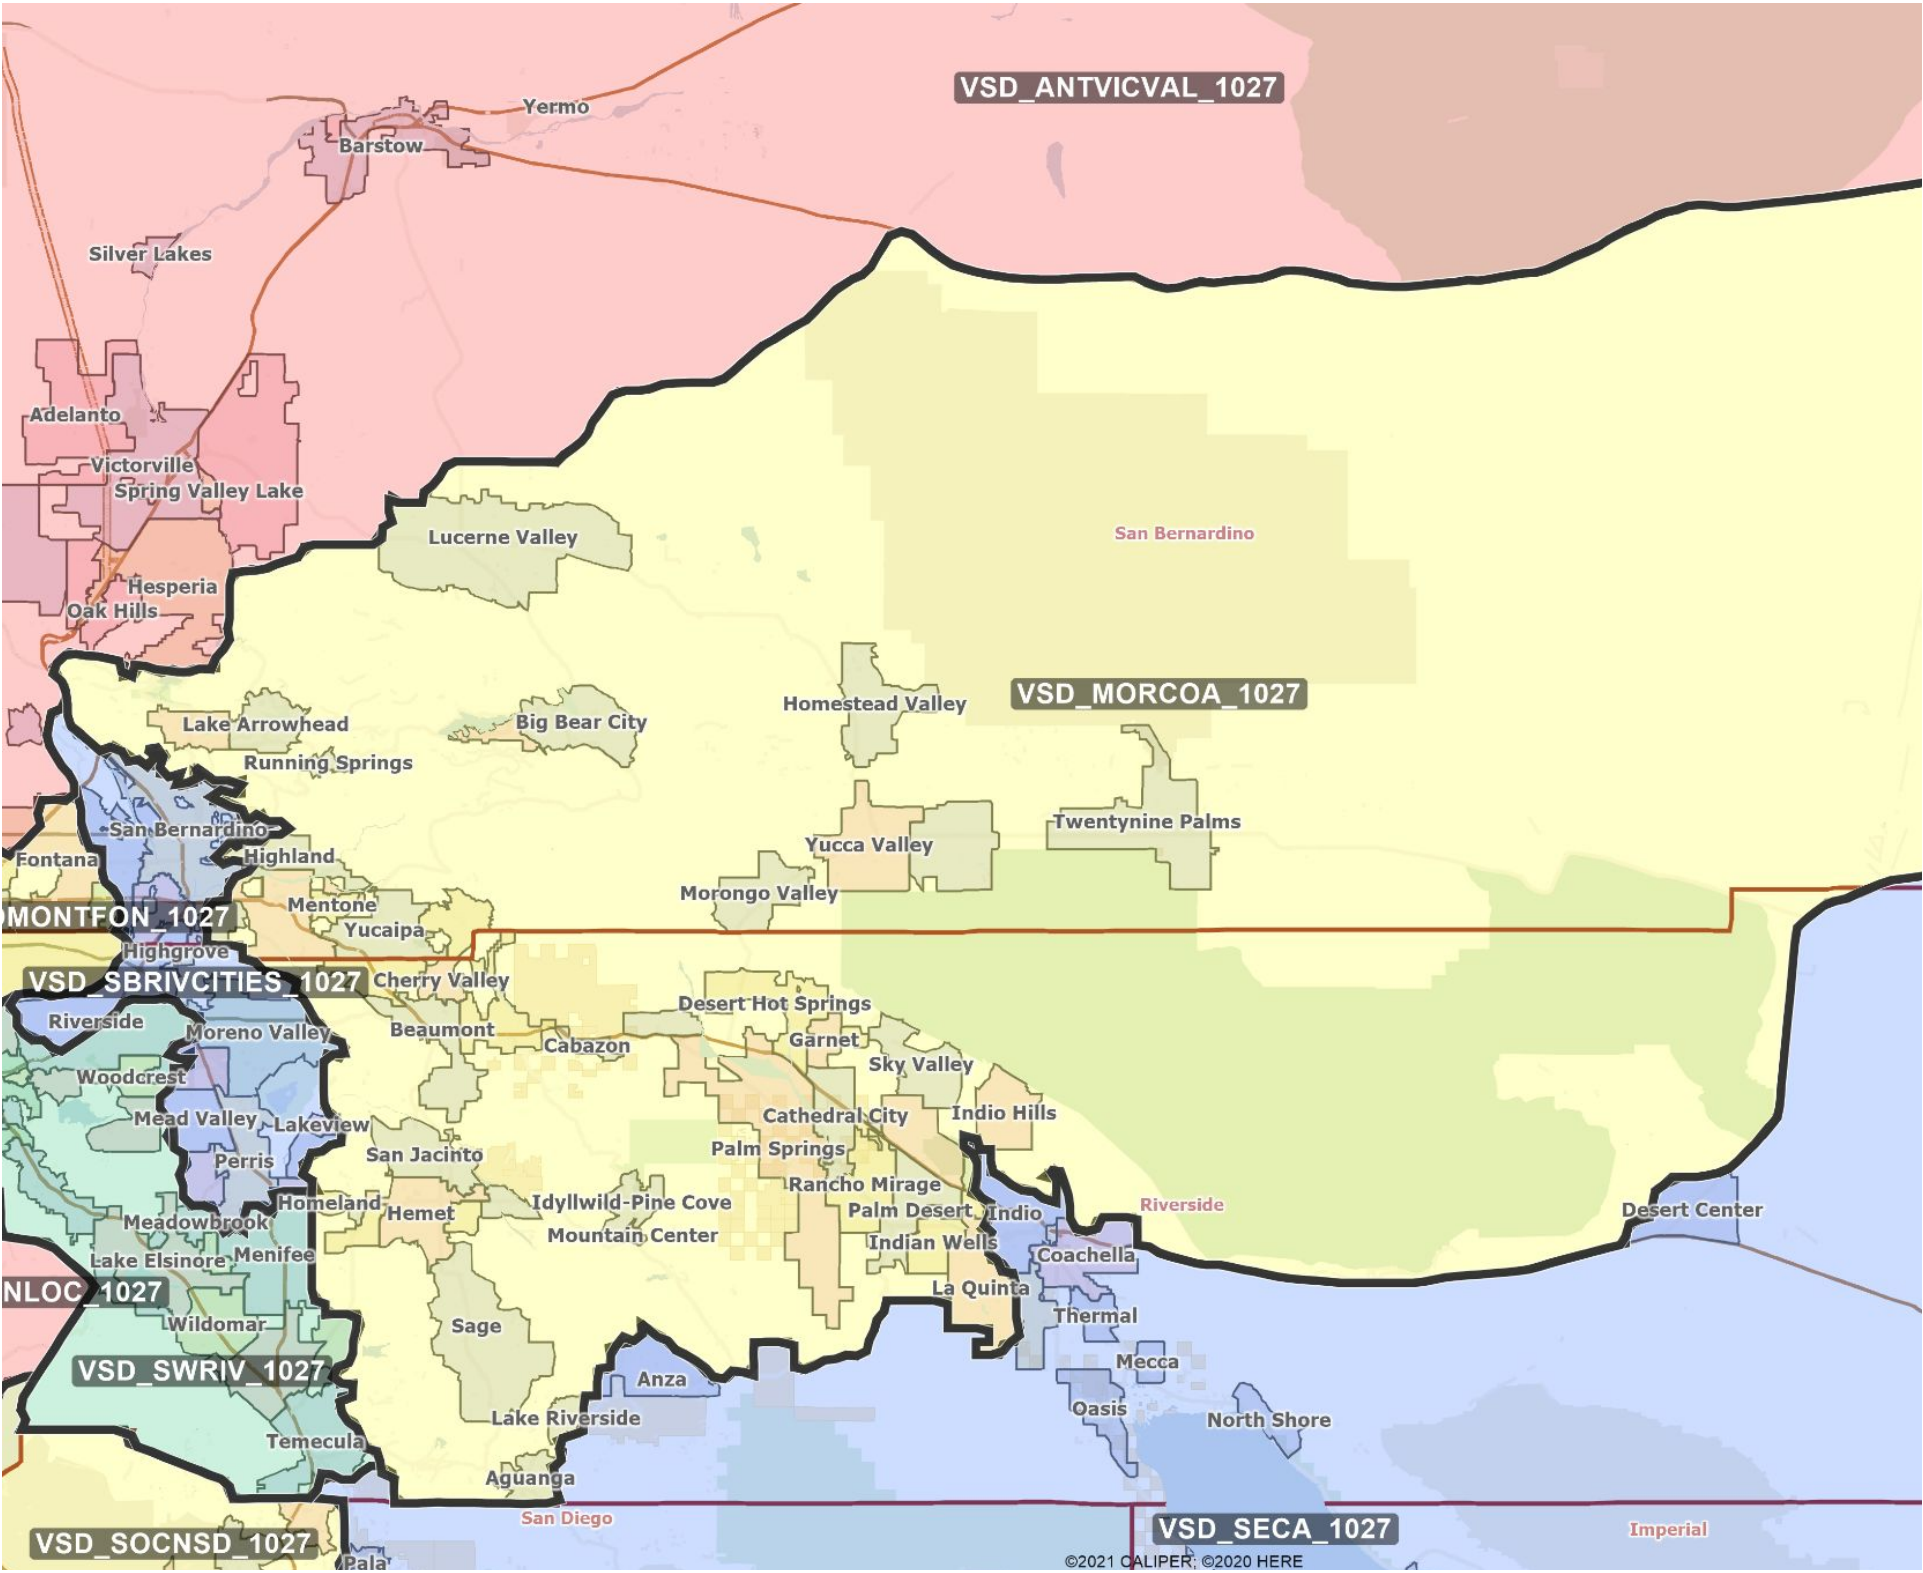 VSD_ANTVICVAL_1027
Yermo
Barstow
Silver Lakes
Adelanto
Victorville
Spring Valley Lake
Lucerne Valley
San Bernardino
Hesperia
Oak Hills
Homestead Valley
VSD_MORCOA_1027
Lake Arrowhead
Big Bear City
Running Springs
San Bernardino
Twentynine Palms
Yucca Valley
Fontana
Highland
Morongo Valley
Mentone
DMONTFON_1027
Yucaipa
Highgrove
VSD_SBRIVCITIES_1027
Cherry Valley
Desert Hot Springs
Riverside
Moreno Valley
Beaumont
Cabazon
Garnet
Sky Valley
Woodcrest
Mead Valley
Lakeview
Cathedral City
Indio Hills
San Jacinto
Palm Springs
Perris
Rancho Mirage
Homeland
Hemet
Idyllwild-Pine Cove
Palm Desert
Indio
Riverside
Desert Center
Meadowbrook
Mountain Center
Indian Wells
Lake Elsinore
Menifee
Coachella
NLOC_1027
La Quinta
Wildomar
Sage
Thermal
VSD_SWRIV_1027
Anza
Mecca
Oasis
Lake Riverside
North Shore
Temecula
Aguanga
San Diego
VSD_SECA_1027
Imperial
VSD_SOCNSD_1027
Pala
©2021 CALIPER; ©2020 HERE